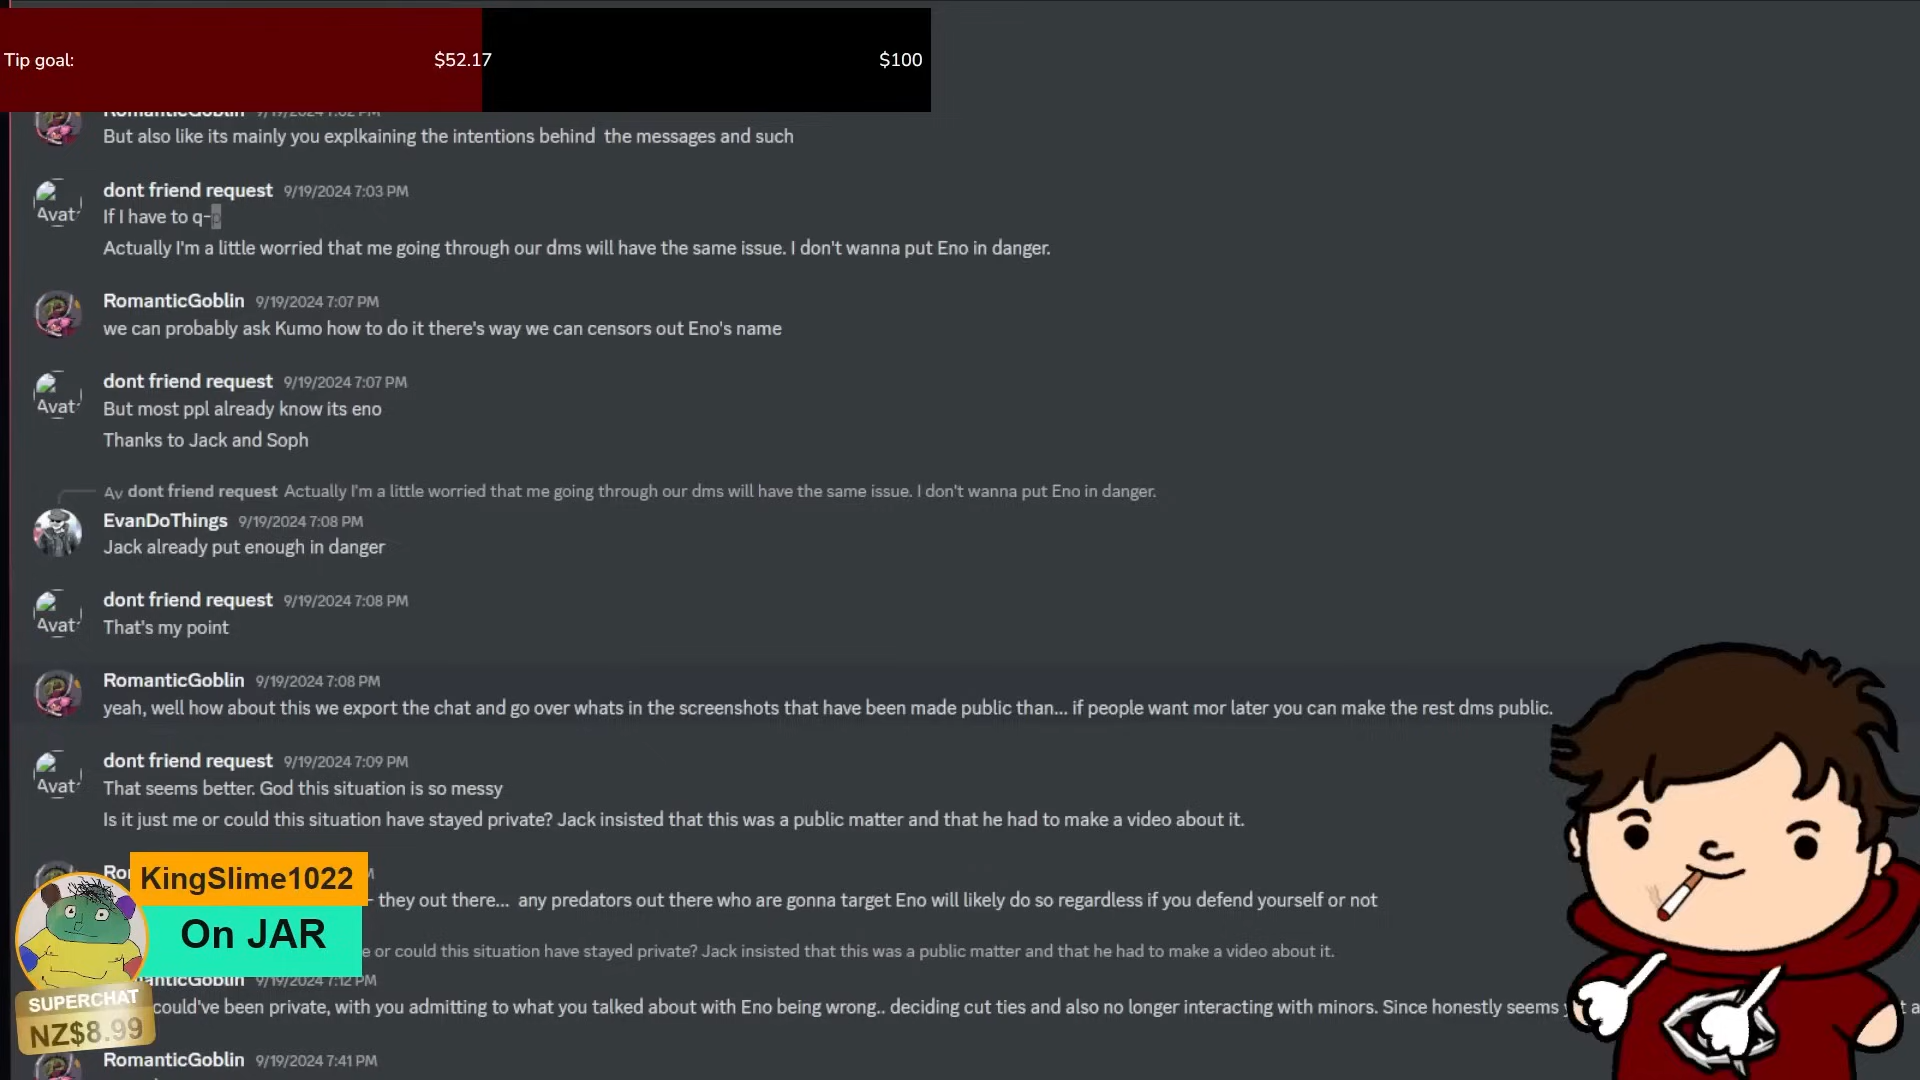 Tip goal:
$52.17
$100
RomanticGoblin 9/19/2024 7:02 PM
But also like its mainly you explkaining the intentions behind the messages and such
Avat
dont friend request 9/19/2024 7:03 PM
If I have to q-
Actually I'm a little worried that me going through our dms will have the same issue. I don't wanna put Eno in danger.
RomanticGoblin 9/19/2024 7:07 PM
we can probably ask Kumo how to do it there's way we can censors out Eno's name
Avat
dont friend request 9/19/2024 7:07 PM
But most ppl already know its eno
Thanks to Jack and Soph
Av dont friend request Actually I'm a little worried that me going through our dms will have the same issue. I don't wanna put Eno in danger.
EvanDoThings 9/19/2024 7:08 PM
Jack already put enough in danger
Avat
dont friend request 9/19/2024 7:08 PM
That's my point
RomanticGoblin 9/19/2024 7:08 PM
yeah, well how about this we export the chat and go over whats in the screenshots that have been made public than... if people want mor later you can make the rest dms public.
Avat
dont friend request 9/19/2024 7:09 PM
That seems better. God this situation is so messy
Is it just me or could this situation have stayed private? Jack insisted that this was a public matter and that he had to make a video about it.
KingSlime1022
they out there... any predators out there who are gonna target Eno will likely do so regardless if you defend yourself or not
On JAR
or could this situation have stayed private? Jack insisted that this was a public matter and that he had to make a video about it.
9/19/2024 7:12 PM
SUPERCHAT
NZ$8.99
could've been private, with you admitting to what you talked about with Eno being wrong.. deciding cut ties and also no longer interacting with minors. Since honestly seems
RomanticGoblin 9/19/2024 7:41 PM